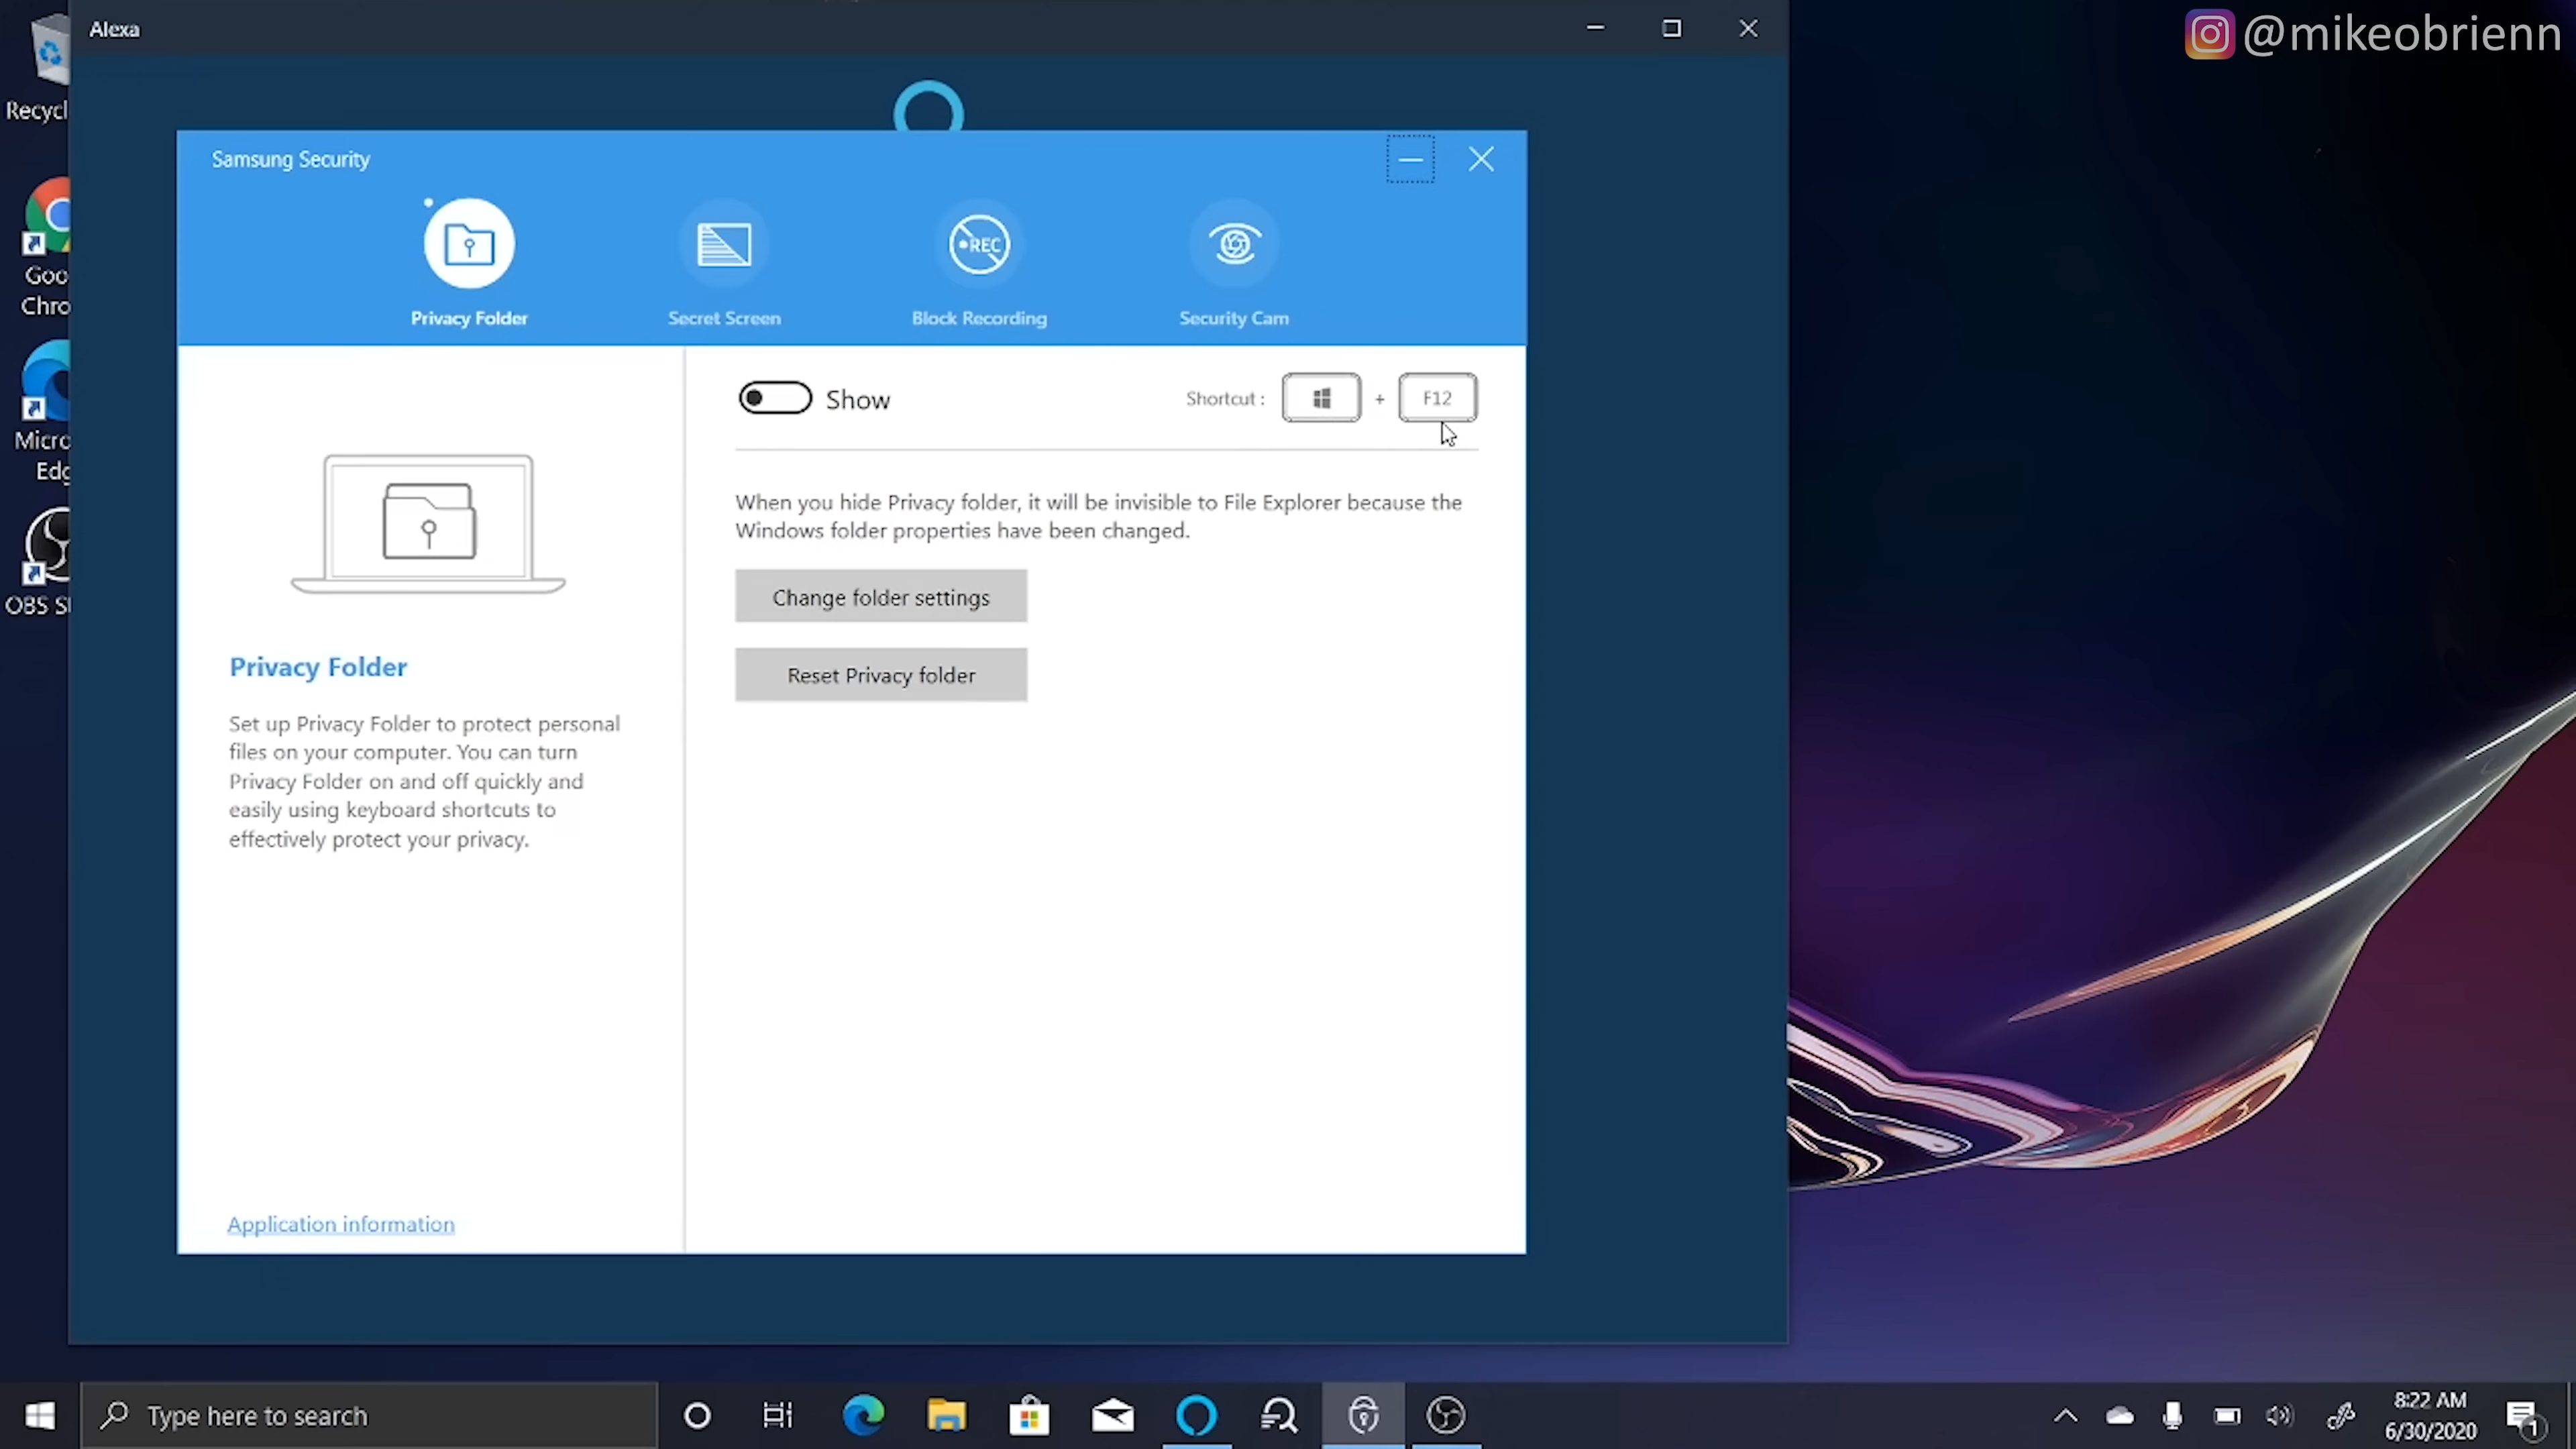 Alexa
@mikeobrienn
Recycl
Goo
Chro
Micro
Edg
OBS S
Samsung Security
REC
Privacy Folder
Secret Screen
Block Recording
Security Cam
Show
Shortcut :
+
F12
When you hide Privacy folder, it will be invisible to File Explorer because the
Windows folder properties have been changed.
Change folder settings
Reset Privacy folder
Privacy Folder
Set up Privacy Folder to protect personal
files on your computer. You can turn
Privacy Folder on and off quickly and
easily using keyboard shortcuts to
effectively protect your privacy.
Application information
Type here to search
8:22 AM
6/30/2020
1